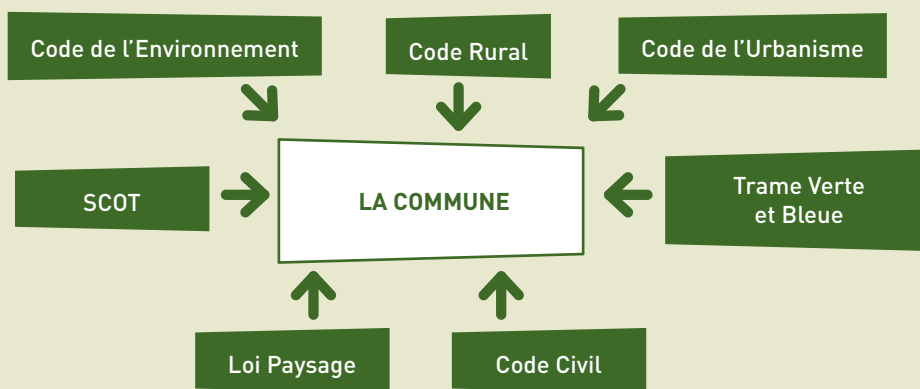 Code de l'Environnement
Code Rural
Code de l'Urbanisme
SCOT
LA COMMUNE
Trame Verte
et Bleue
Loi Paysage
Code Civil